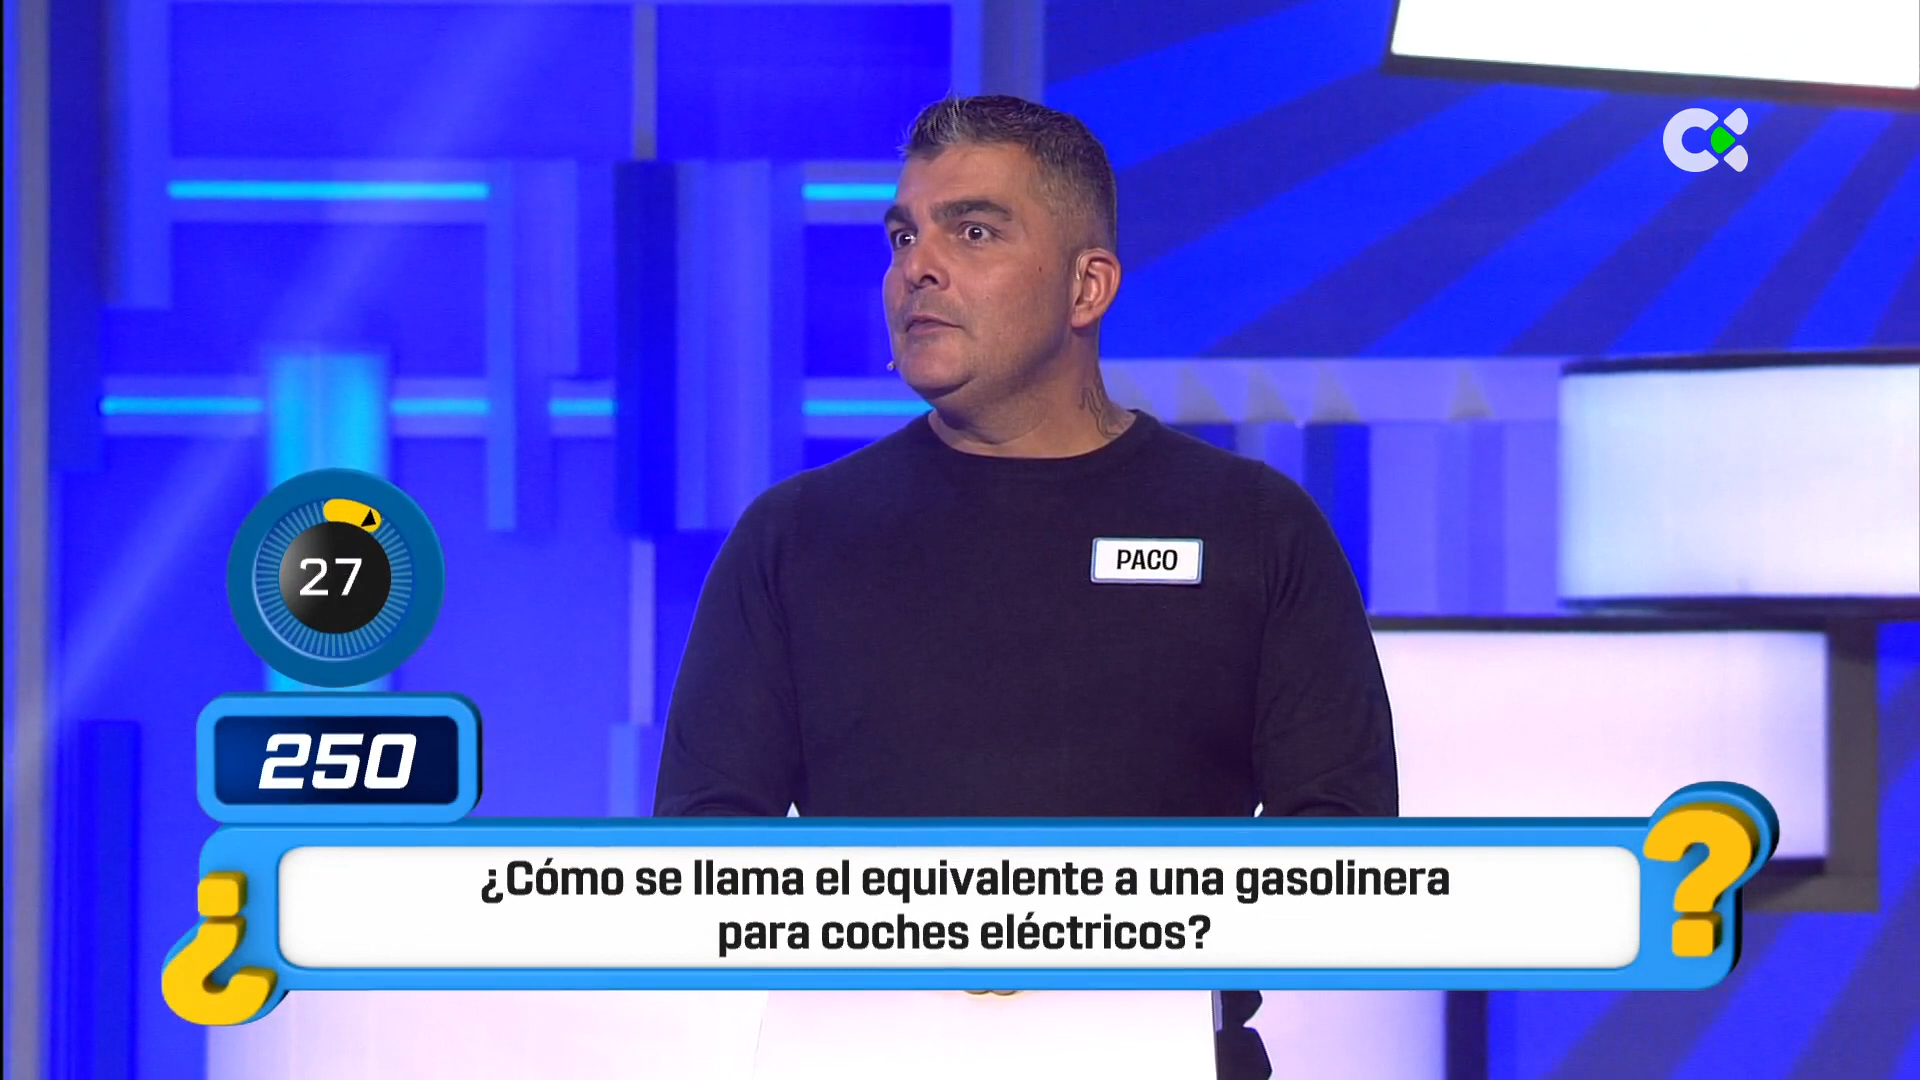 PACO
27
250
¿Cómo se llama el equivalente a una gasolinera
para coches eléctricos?